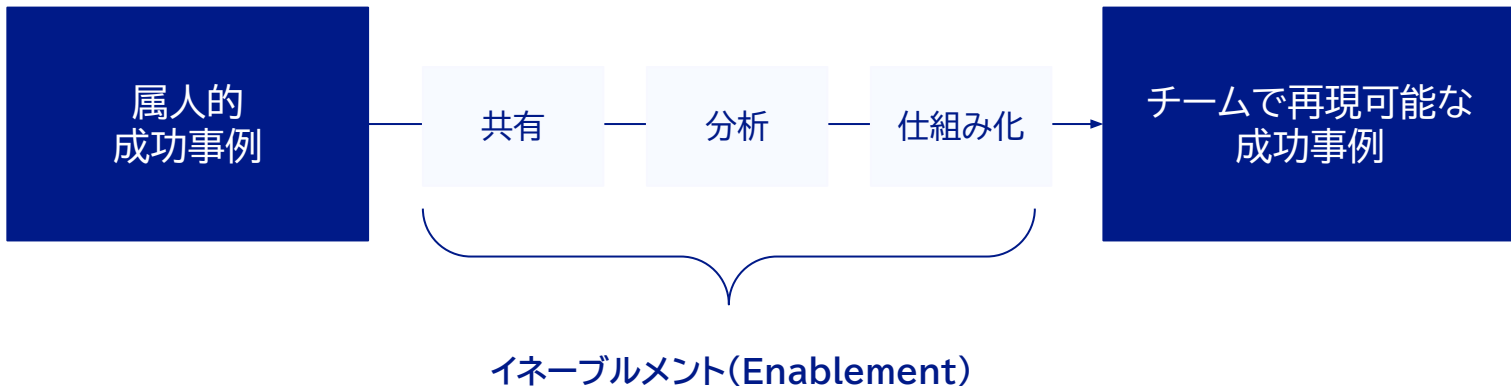 属人的
成功事例
共有
分析
仕組み化
チームで再現可能な
成功事例
イネーブルメント(Enablement)